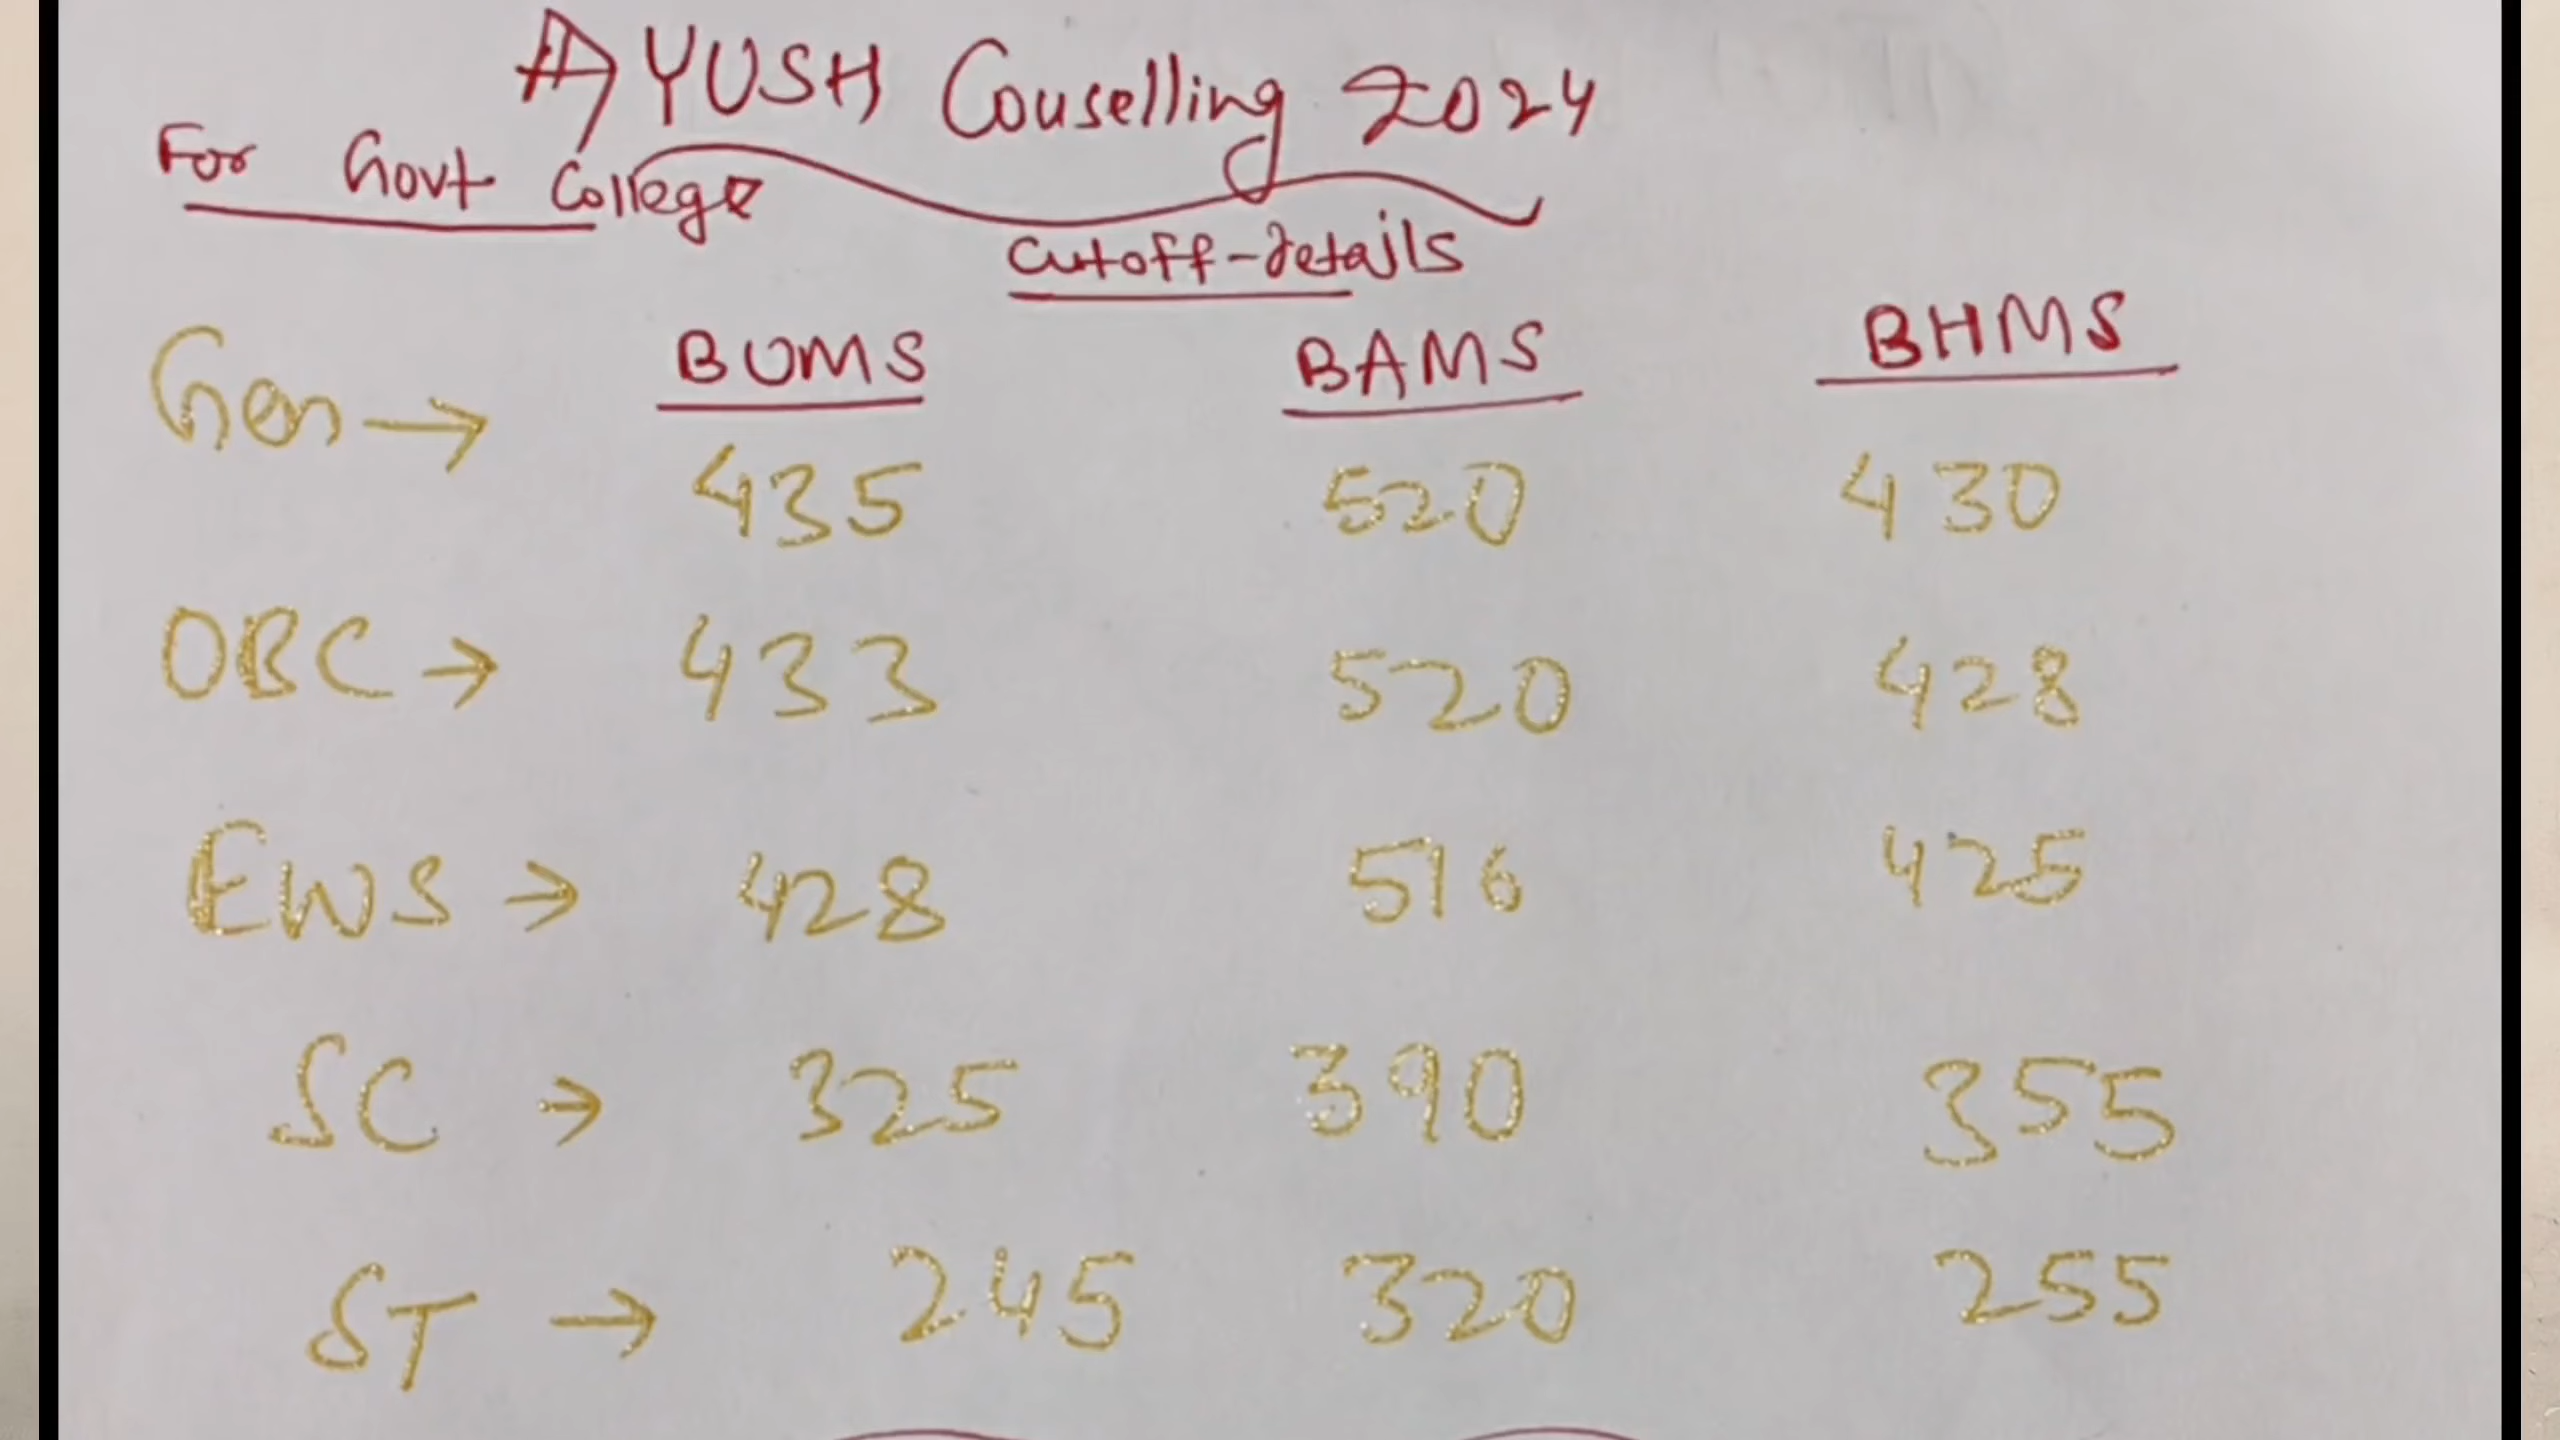 AYUSH Couselling 2024
For Govt College
Cutoff-details
BUMS BAMS BHMS
Gen →
435 520 430
OBC → 433 520 428
EWS → 428 516 425
SC → 325 390 355
ST → 245 320 255